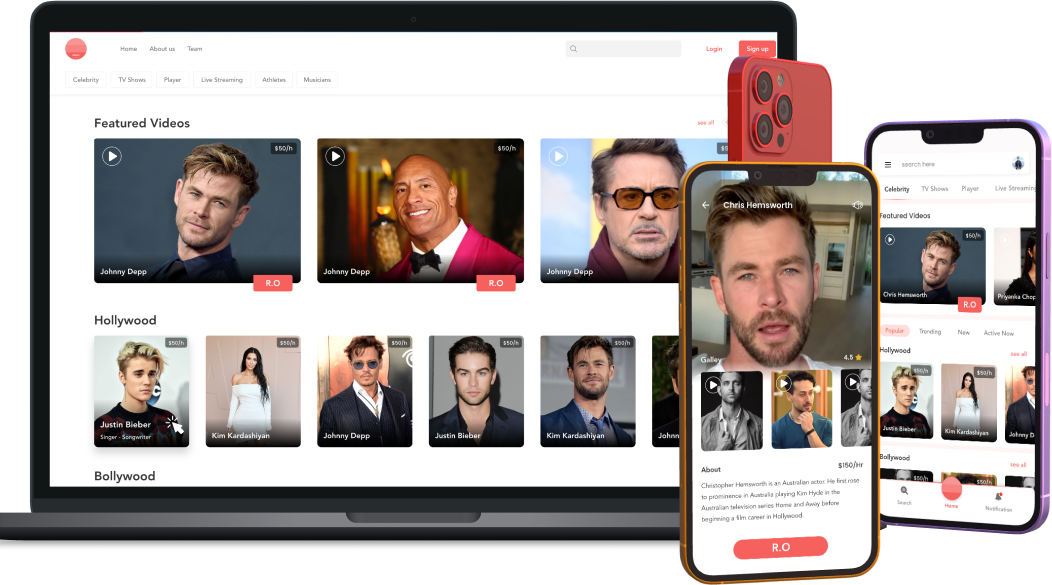 Home About us Team Login Sign up
Celebrity TV Shows Player Live Streaming Athletes Musicians
Featured Videos see all
$50/h $50/h
Johnny Depp Johnny Depp Johnny Depp
R.O R.O
Hollywood
$50/h $50/h $50/h $50/h $50/h
Justin Bieber
Singer - Songwriter
Kim Kardashiyan Johnny Depp Justin Bieber Kim Kardashiyan
Bollywood
Chris Hemsworth
Galley 4.5
About $150/Hr
Christopher Hemsworth is an Australian actor. He first rose
to prominence in Australia playing Kim Hyde in the
Australian television series Home and Away before
beginning a film career in Hollywood.
R.O
search here
Celebrity TV Shows Player Live Streaming
Featured Videos
$50/h
Chris Hemsworth
R.O
Popular Trending New Active Now
Hollywood see all
$50/h $50/h
Justin Bieber Kim Kardashiyan
Bollywood see all
$50/h $50/h
Search Home Notification